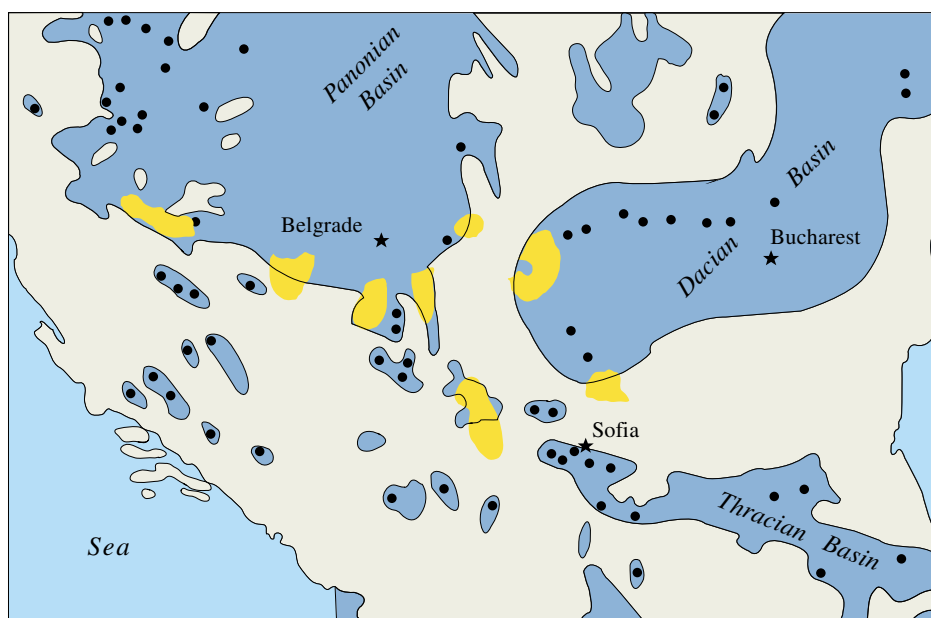 Panonian
Basin
Basin
Dacian
Belgrade
Bucharest
Sofia
Thracian Basin
Sea